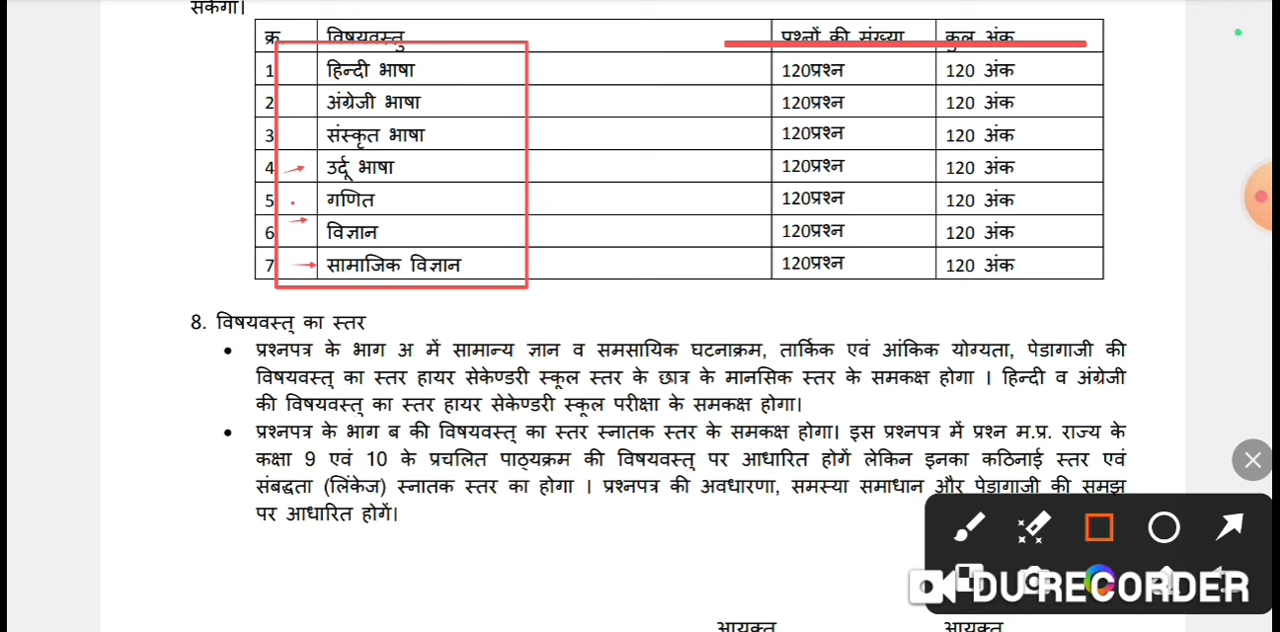 सकेगा।
क्र विषयवस्तु प्रश्नों की संख्या कुल अंक
1 हिन्दी भाषा 120प्रश्न 120 अंक
2 अंग्रेजी भाषा 120प्रश्न 120 अंक
3 संस्कृत भाषा 120प्रश्न 120 अंक
4 उर्दू भाषा 120प्रश्न 120 अंक
5 गणित 120प्रश्न 120 अंक
6 विज्ञान 120प्रश्न 120 अंक
7 सामाजिक विज्ञान 120प्रश्न 120 अंक
8. विषयवस्तु का स्तर
• प्रश्नपत्र के भाग अ में सामान्य ज्ञान व समसायिक घटनाक्रम, तार्किक एवं आंकिक योग्यता, पेडागाजी की
विषयवस्तु का स्तर हायर सेकेण्डरी स्कूल स्तर के छात्र के मानसिक स्तर के समकक्ष होगा । हिन्दी व अंग्रेजी
की विषयवस्तु का स्तर हायर सेकेण्डरी स्कूल परीक्षा के समकक्ष होगा।
• प्रश्नपत्र के भाग ब की विषयवस्तु का स्तर स्नातक स्तर के समकक्ष होगा। इस प्रश्नपत्र में प्रश्न म.प्र. राज्य के
कक्षा 9 एवं 10 के प्रचलित पाठ्यक्रम की विषयवस्तु पर आधारित होगें लेकिन इनका कठिनाई स्तर एवं
संबद्धता (लिंकेज) स्नातक स्तर का होगा । प्रश्नपत्र की अवधारणा, समस्या समाधान और पेडागाजी की समझ
पर आधारित होगें।
DU RECORDER
आयुक्त आयुक्त